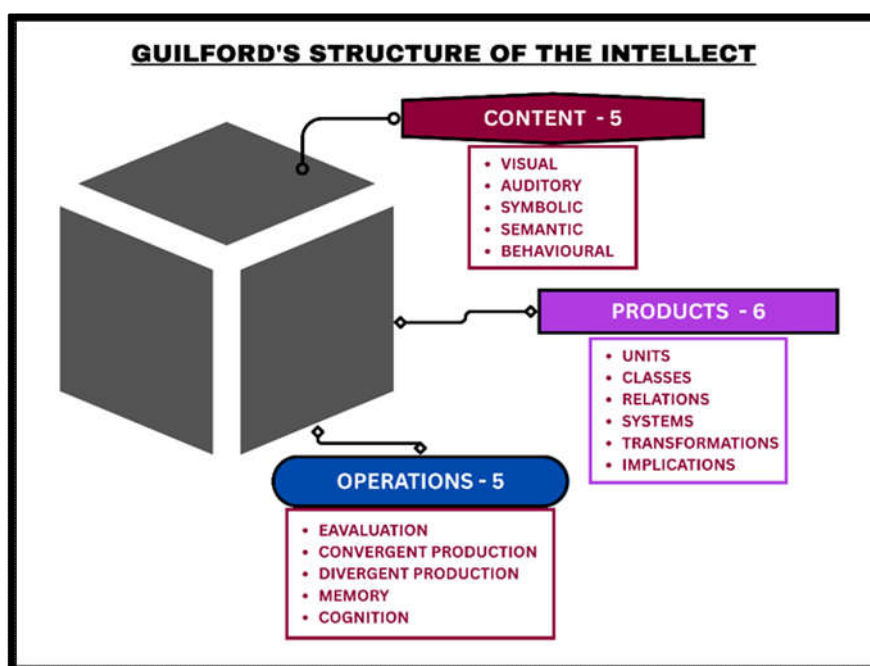 GUILFORD'S STRUCTURE OF THE INTELLECT
CONTENT - 5
• VISUAL
• AUDITORY
• SYMBOLIC
• SEMANTIC
• BEHAVIOURAL
PRODUCTS - 6
• UNITS
• CLASSES
• RELATIONS
• SYSTEMS
• TRANSFORMATIONS
• IMPLICATIONS
OPERATIONS - 5
• EAVALUATION
• CONVERGENT PRODUCTION
• DIVERGENT PRODUCTION
• MEMORY
• COGNITION